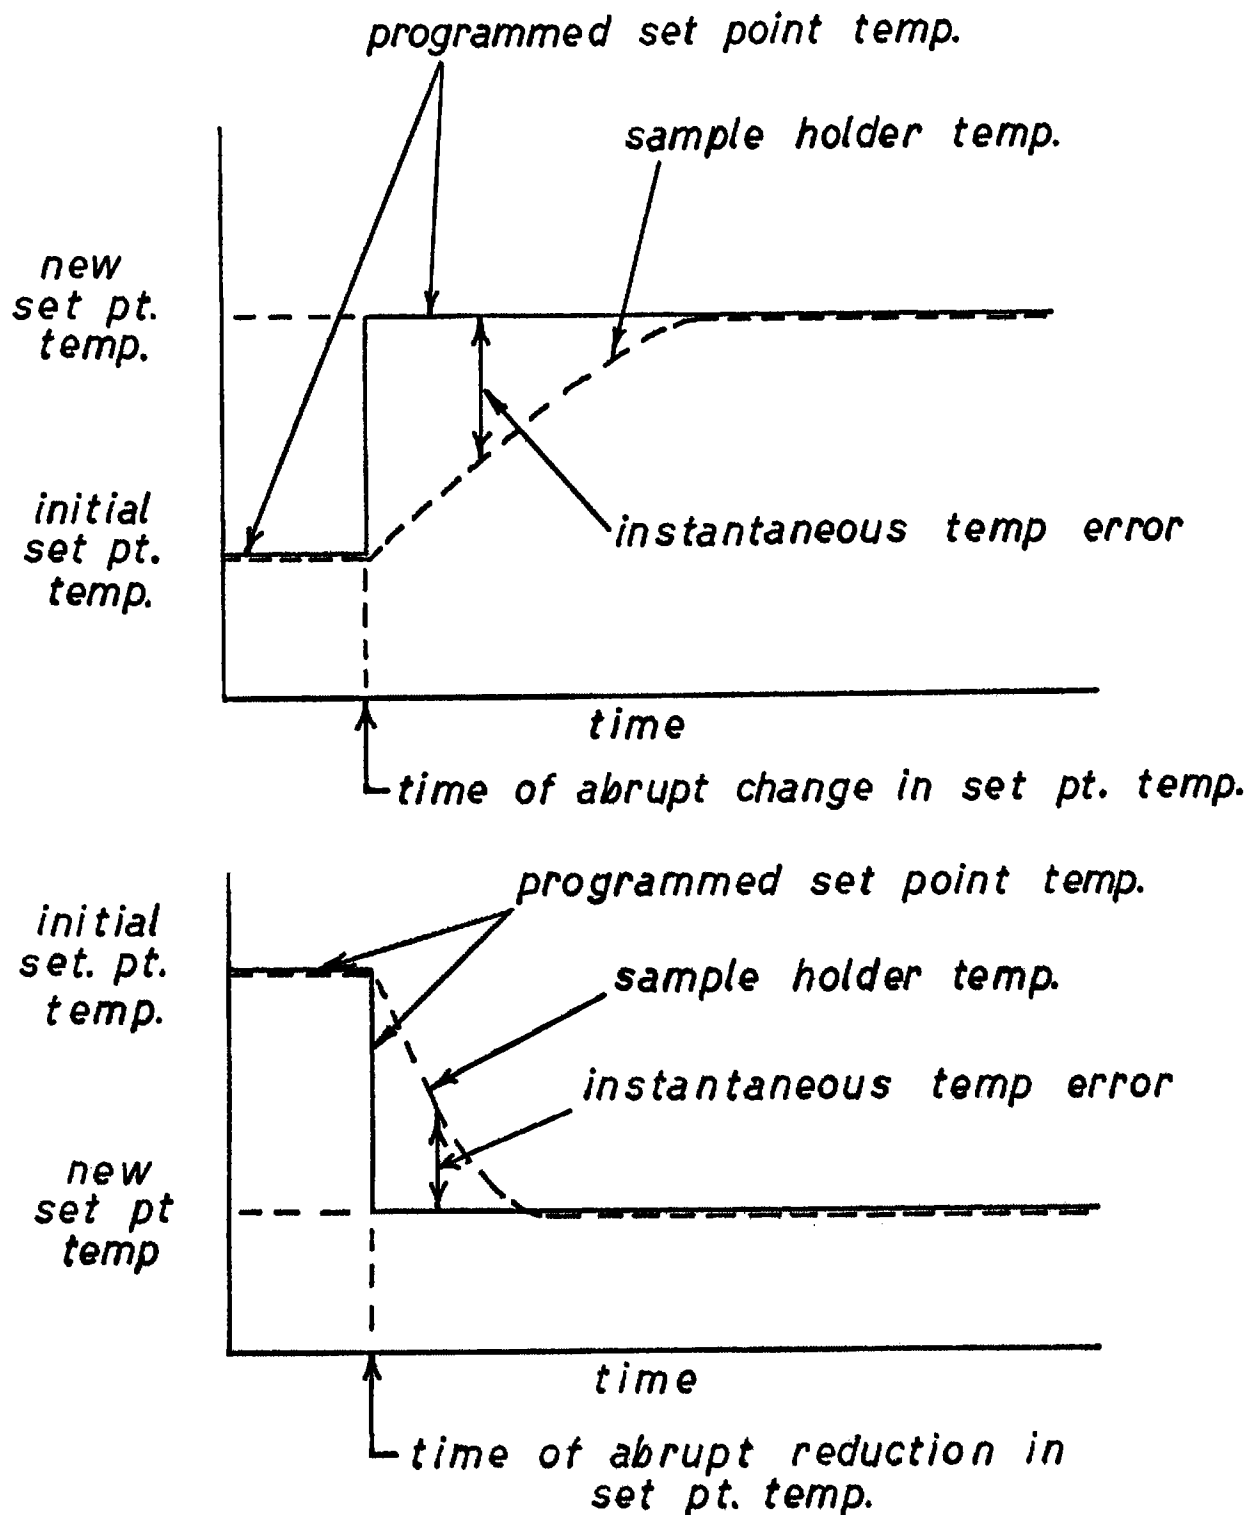 programmed set point temp.
sample holder temp.
new
set pt.
temp.
initial
set pt.
temp.
instantaneous temp error
time
time of abrupt change in set pt. temp.
programmed set point temp.
initial
set. pt.
temp.
sample holder temp.
instantaneous temp error
new
set pt
temp
time
time of abrupt reduction in
set pt. temp.